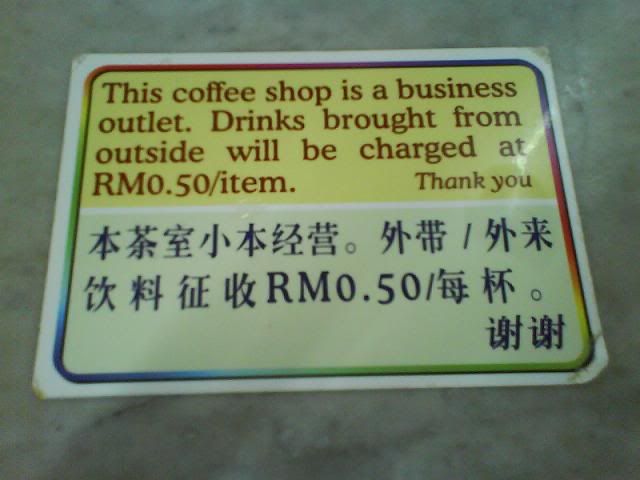 This coffee shop is a business
outlet. Drinks brought from
outside will be charged at
RM0.50/item. Thank you
本茶室小本经营。外带/外来
饮料征收RM0.50/每杯。
谢谢